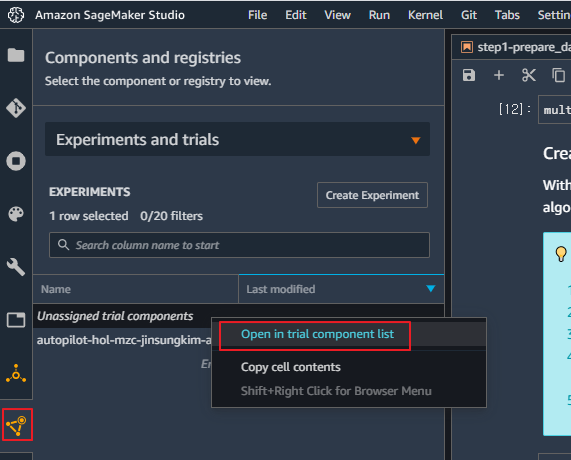 Amazon SageMaker Studio File Edit View Run Kernel Git Tabs
Components and registries
Select the component or registry to view.
Experiments and trials
EXPERIMENTS
Create Experiment
1 row selected 0/20 filters
Search column name to start
Name Last modified
Unassigned trial components
autopilot-hol-mzc-jinsungkim-a
Open in trial component list
Copy cell contents
Shift+Right Click for Browser Menu
step1-prepare_da
[12]: mult
Crea
With
algo
1
2
3
4
5